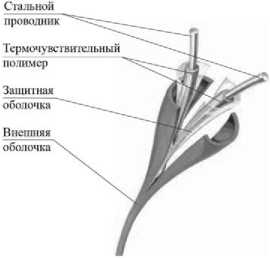 Стальной
проводник
Термочувствительный
полимер
Защитная
оболочка
Внешняя
оболочка